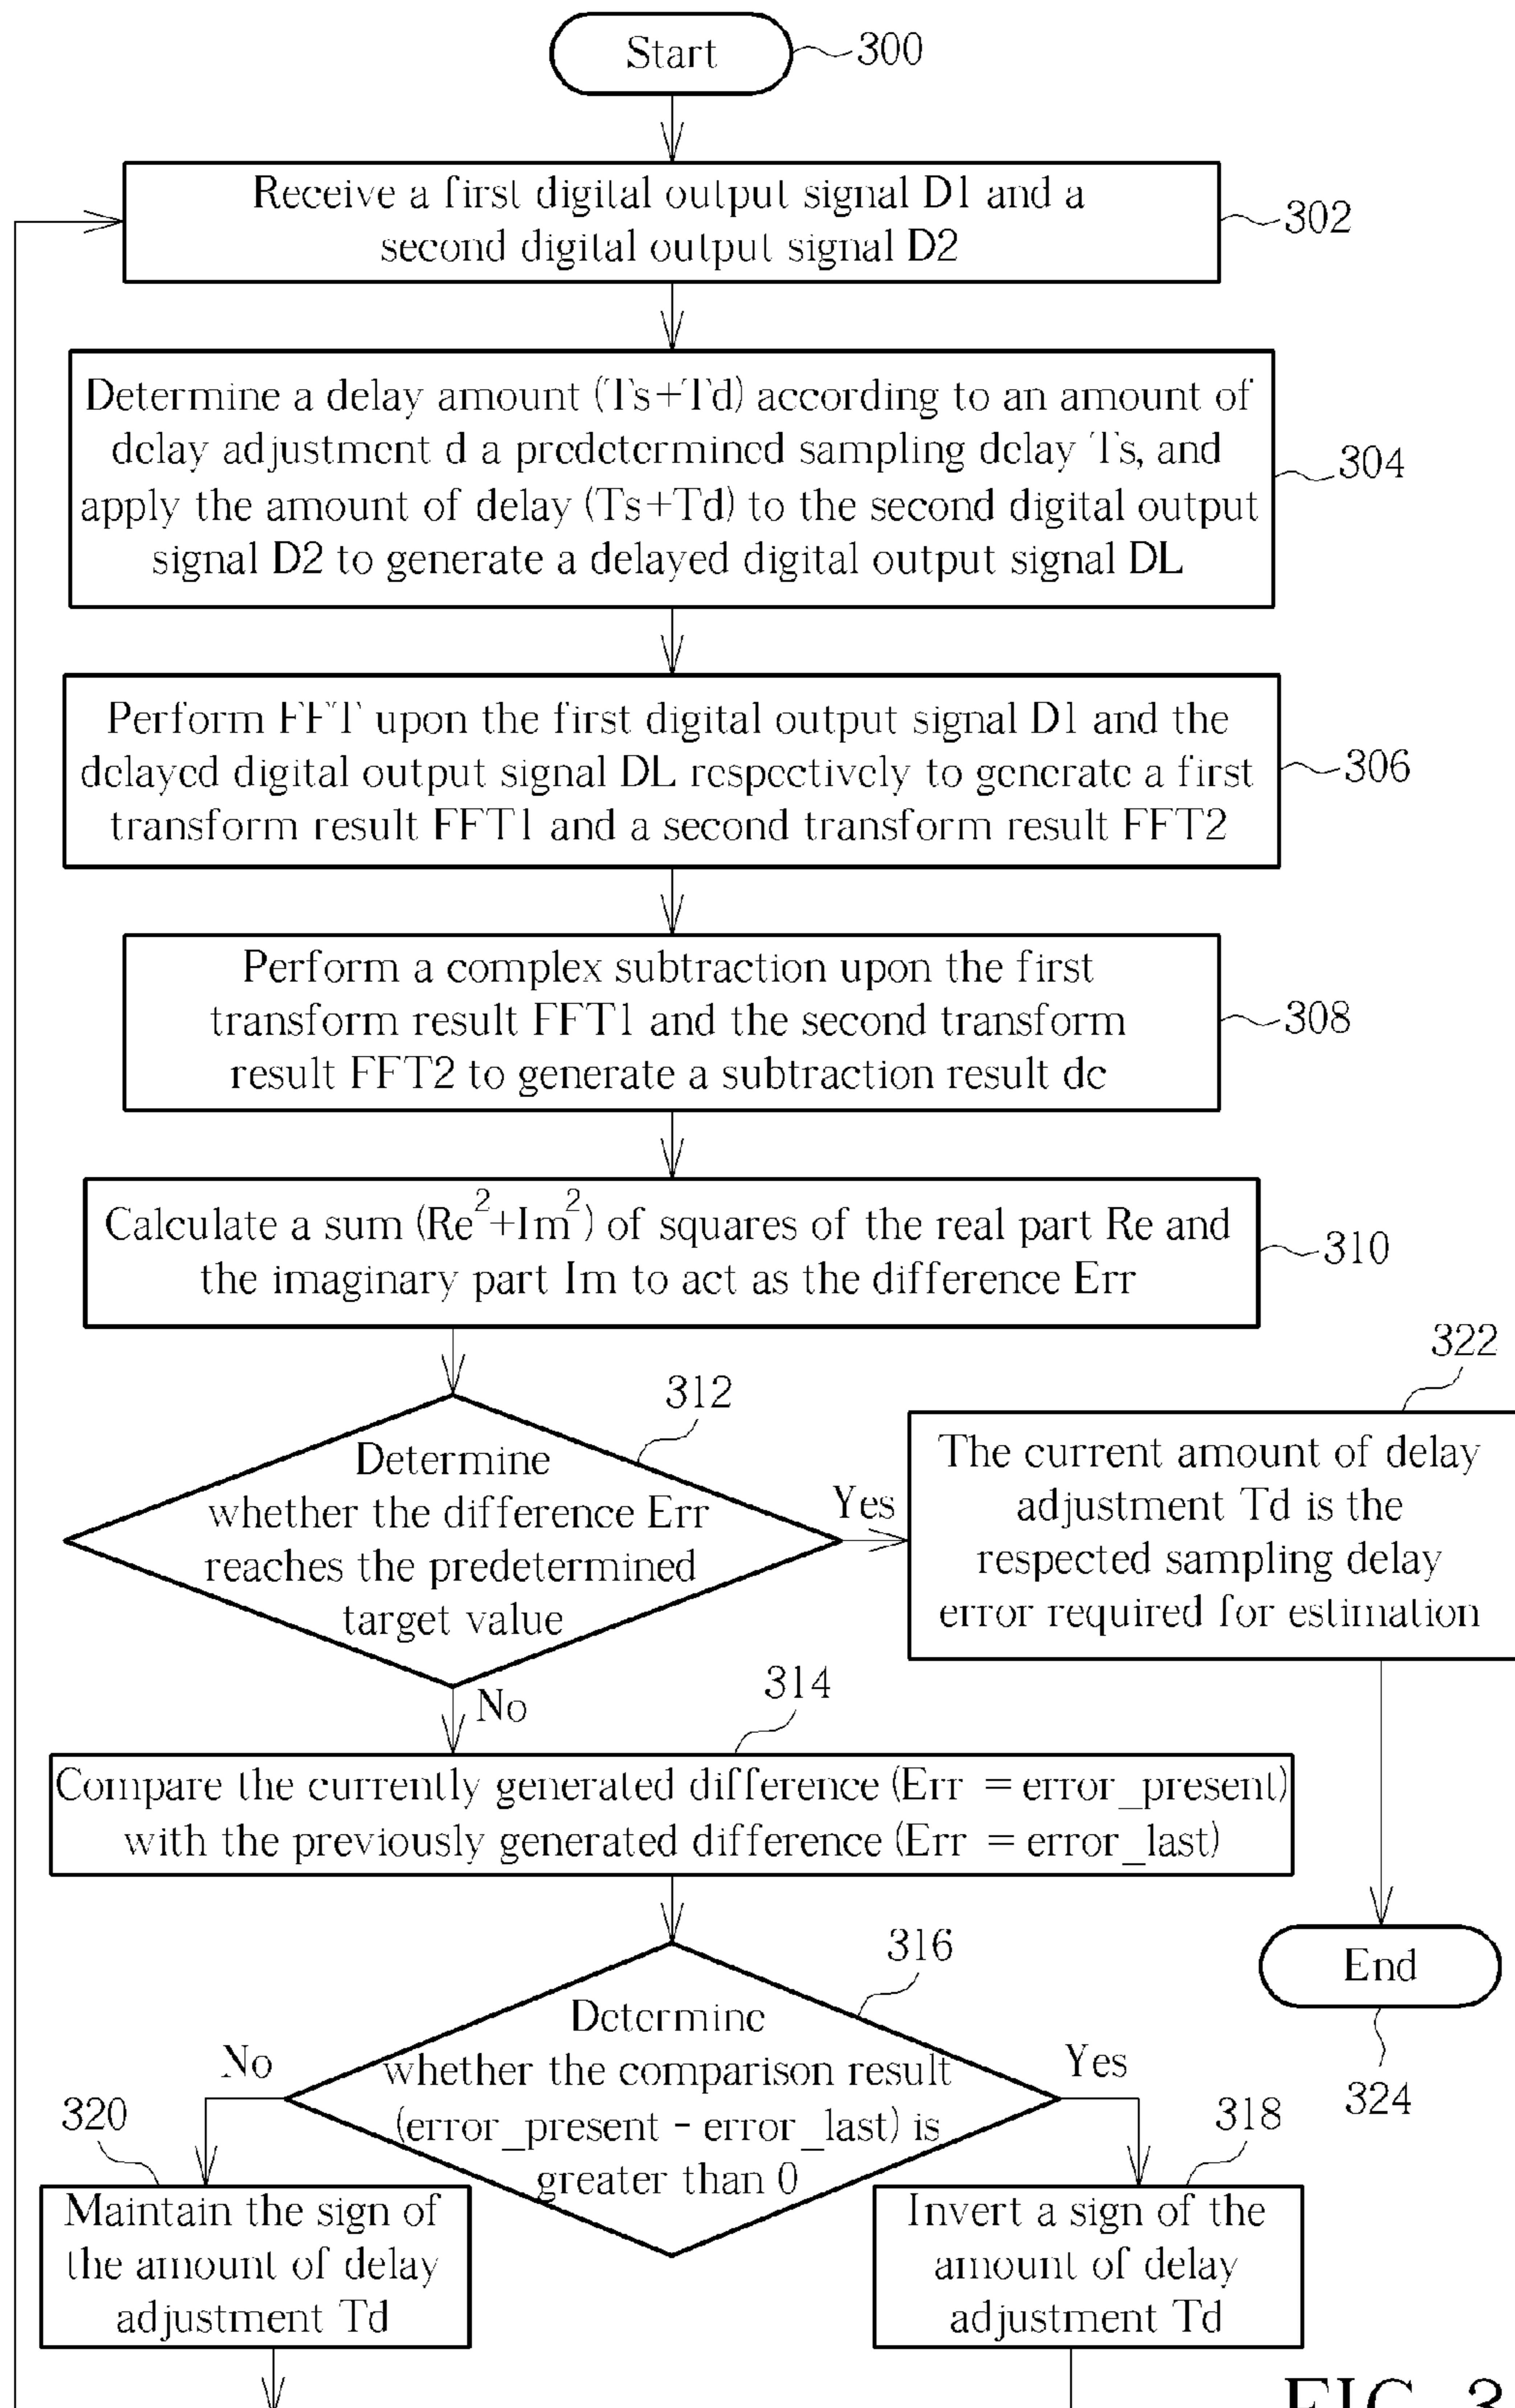 Start
300
Receive a first digital output signal D1 and a
second digital output signal D2
302
Determine a delay amount (Ts+Td) according to an amount of
delay adjustment d a predetermined sampling delay Ts, and
apply the amount of delay (Ts+Td) to the second digital output
signal D2 to generate a delayed digital output signal DL
304
Perform FFT upon the first digital output signal D1 and the
delayed digital output signal DL respectively to generate a first
transform result FFT1 and a second transform result FFT2
306
Perform a complex subtraction upon the first
transform result FFT1 and the second transform
result FFT2 to generate a subtraction result dc
308
Calculate a sum (Re²+Im²) of squares of the real part Re and
the imaginary part Im to act as the difference Err
310
312
Determine
whether the difference Err
reaches the predetermined
target value
Yes
322
The current amount of delay
adjustment Td is the
respected sampling delay
error required for estimation
No
314
Compare the currently generated difference (Err = error_present)
with the previously generated difference (Err = error_last)
316
Determine
whether the comparison result
(error_present - error_last) is
greater than 0
End
324
No
Yes
320
Maintain the sign of
the amount of delay
adjustment Td
318
Invert a sign of the
amount of delay
adjustment Td
FIG. 3